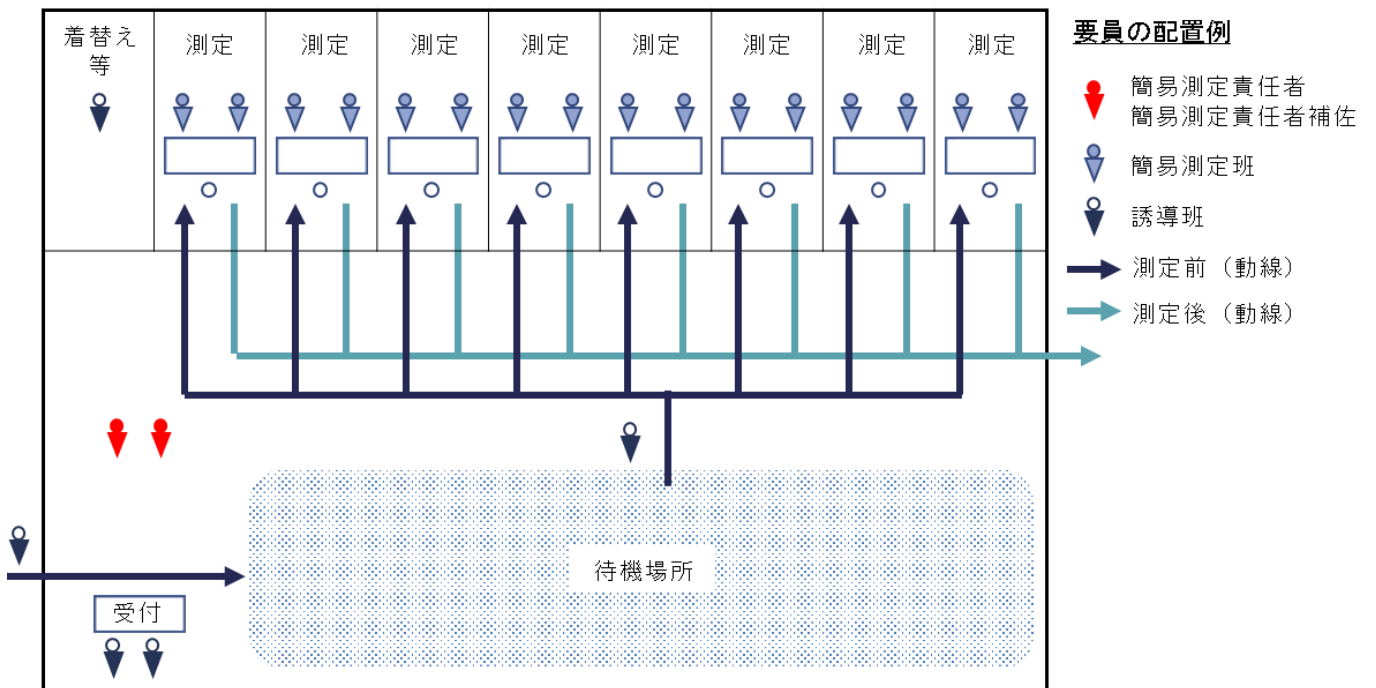 着替え
等
測定
測定
測定
測定
測定
測定
測定
測定
要員の配置例
簡易測定責任者
簡易測定責任者補佐
簡易測定班
誘導班
測定前（動線）
測定後（動線）
待機場所
受付